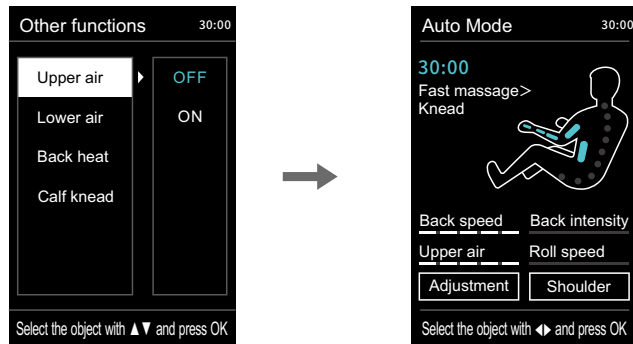 Other functions 30:00
Upper air OFF
Lower air ON
Back heat
Calf knead
Select the object with ▲▼ and press OK
Auto Mode 30:00
30:00
Fast massage>
Knead
Back speed Back intensity
Upper air Roll speed
Adjustment Shoulder
Select the object with ◀▶ and press OK